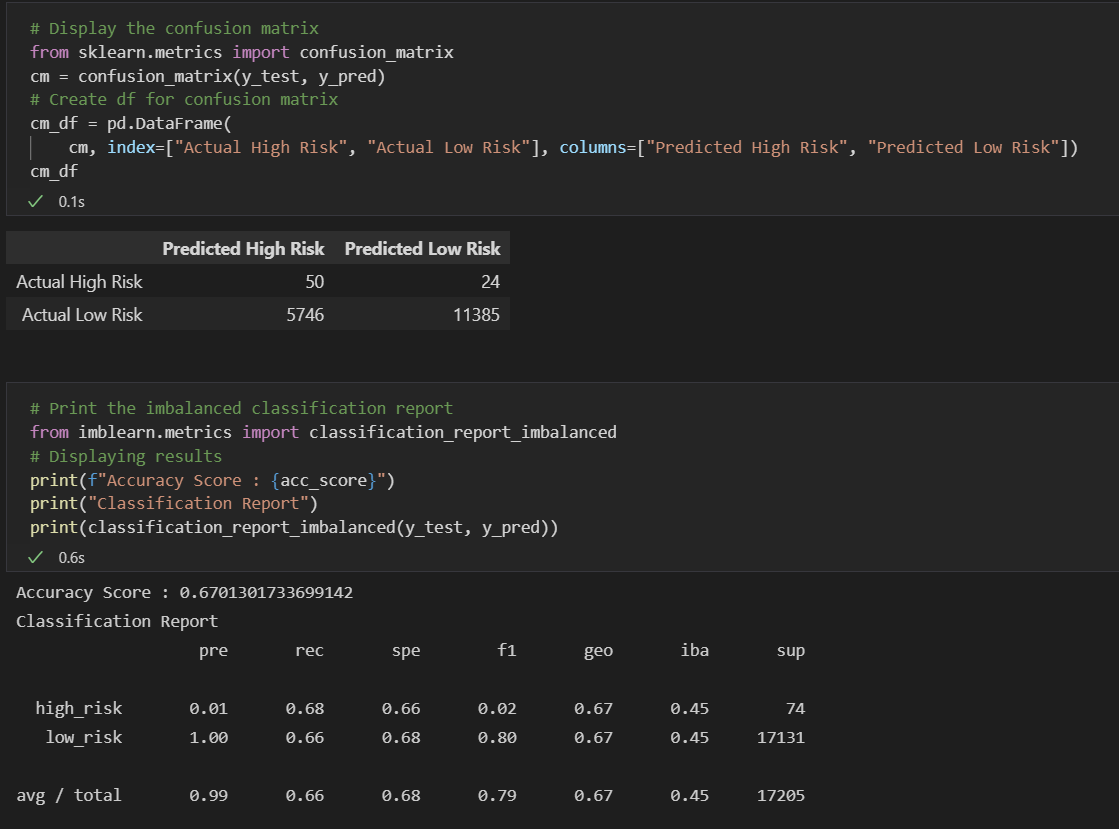 # Display the confusion matrix
from sklearn.metrics import confusion_matrix
cm = confusion_matrix(y_test, y_pred)
# Create df for confusion matrix
cm_df = pd.DataFrame(
    cm, index=["Actual High Risk", "Actual Low Risk"], columns=["Predicted High Risk", "Predicted Low Risk"])
cm_df
✓ 0.1s
Predicted High Risk Predicted Low Risk
Actual High Risk 50 24
Actual Low Risk 5746 11385
# Print the imbalanced classification report
from imblearn.metrics import classification_report_imbalanced
# Displaying results
print(f"Accuracy Score : {acc_score}")
print("Classification Report")
print(classification_report_imbalanced(y_test, y_pred))
✓ 0.6s
Accuracy Score : 0.6701301733699142
Classification Report
pre rec spe f1 geo iba sup
high_risk 0.01 0.68 0.66 0.02 0.67 0.45 74
low_risk 1.00 0.66 0.68 0.80 0.67 0.45 17131
avg / total 0.99 0.66 0.68 0.79 0.67 0.45 17205